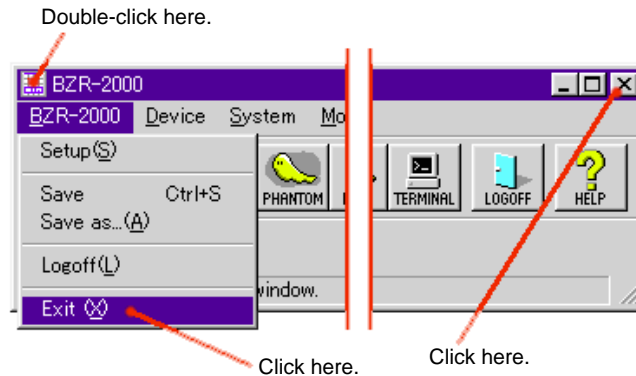 Double-click here.
BZR-2000
BZR-2000 Device System Mo
Setup(S)
Save Ctrl+S
Save as...(A)
Logoff(L)
Exit (X)
PHANTOM TERMINAL LOGOFF HELP
window.
Click here.
Click here.